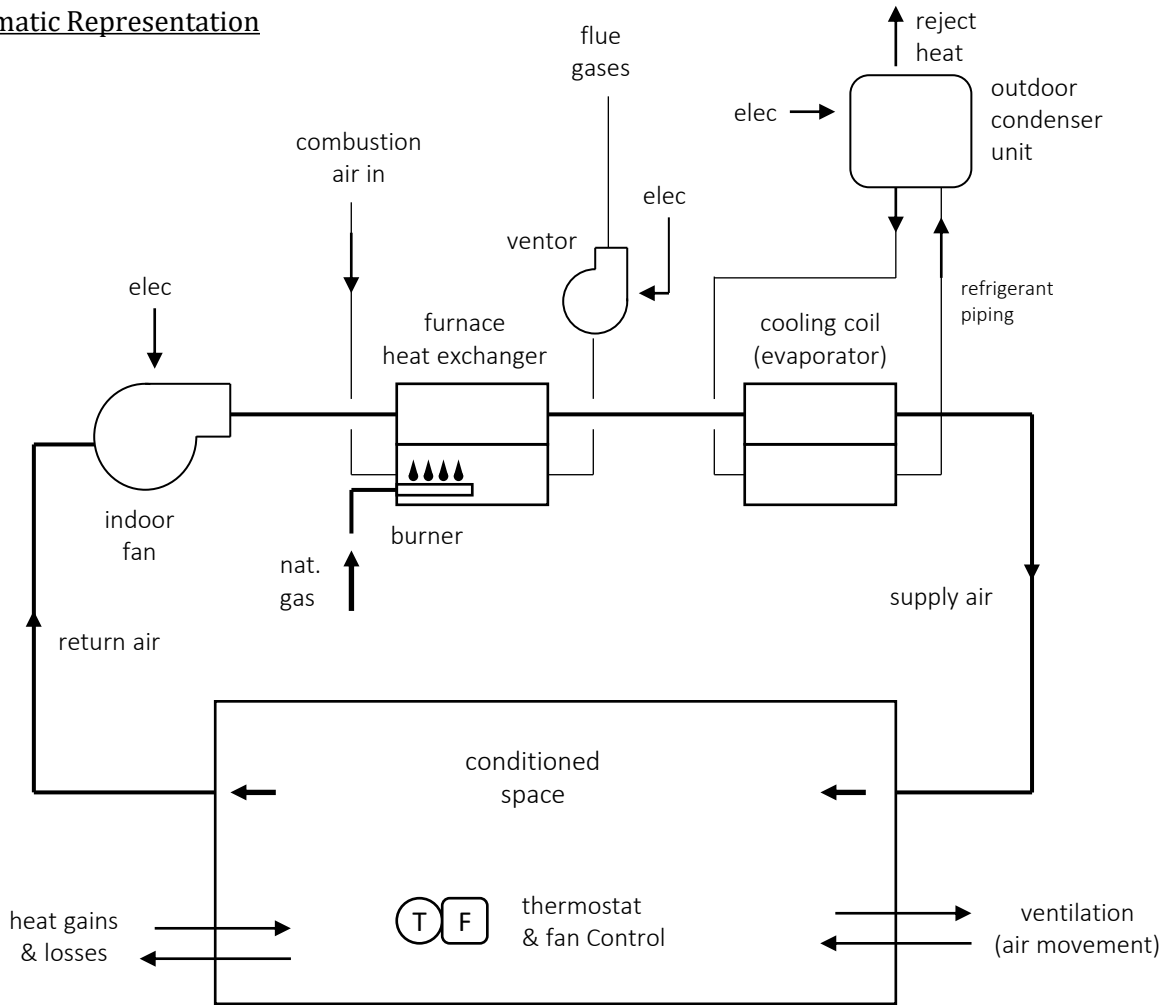 matic Representation
reject
heat
flue
gases
elec
outdoor
condenser
unit
combustion
air in
elec
ventor
elec
refrigerant
piping
furnace
heat exchanger
cooling coil
(evaporator)
indoor
fan
burner
nat.
gas
supply air
return air
conditioned
space
T F
thermostat
& fan Control
heat gains
& losses
ventilation
(air movement)